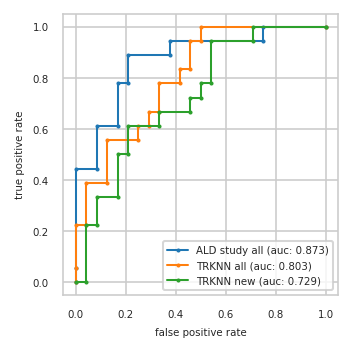 1.0
0.8
0.6
0.4
0.2
0.0
true positive rate
ALD study all (auc: 0.873)
TRKNN all (auc: 0.803)
TRKNN new (auc: 0.729)
0.0 0.2 0.4 0.6 0.8 1.0
false positive rate